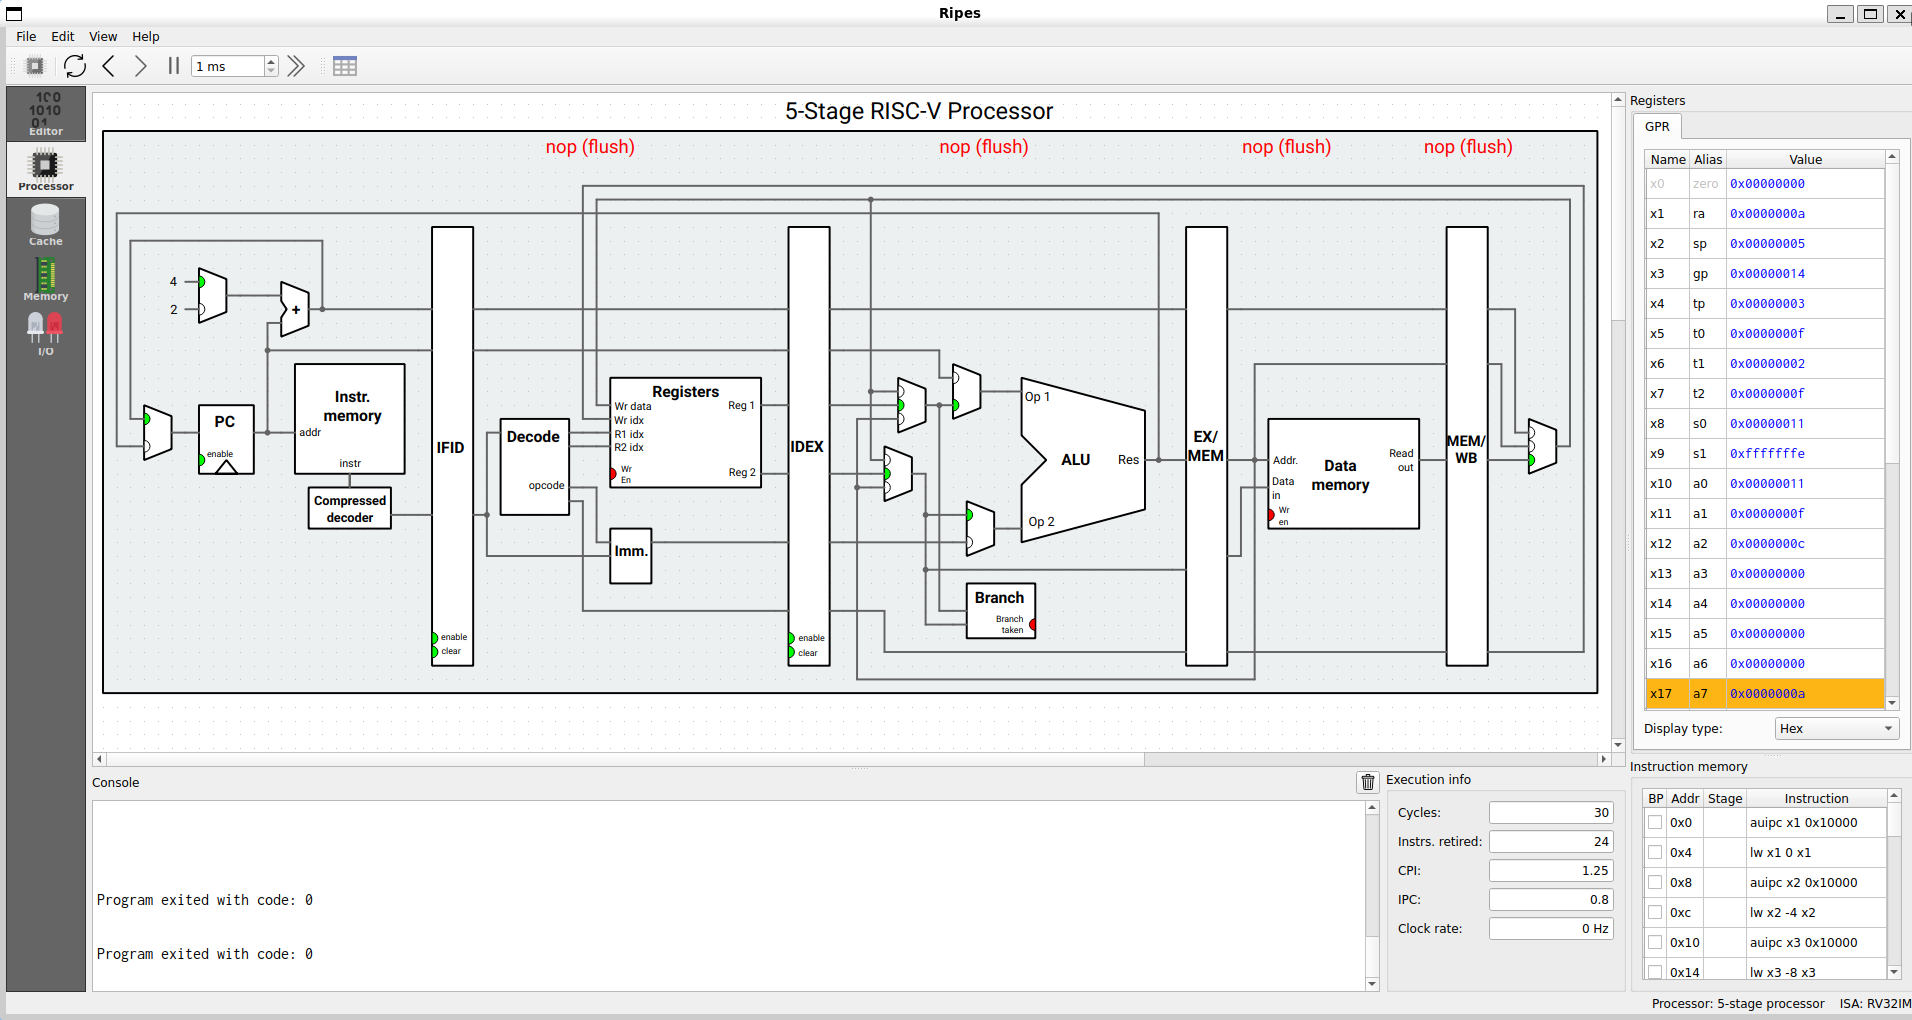 Ripes
File Edit View Help
1 ms
Editor
Processor
Cache
Memory
I/O
5-Stage RISC-V Processor
nop (flush) nop (flush) nop (flush) nop (flush)
4
2
+
PC
enable
Instr.
memory
addr
instr
Compressed
decoder
IFID
enable
clear
Decode
opcode
Registers
Wr data
Wr idx
R1 idx
R2 idx
Wr
En
Reg 1
Reg 2
Imm.
IDEX
enable
clear
Op 1
ALU
Res
Op 2
Branch
Branch
taken
EX/
MEM
Addr.
Data
in
Wr
en
Data
memory
Read
out
MEM/
WB
Registers
GPR
Name Alias Value
x0 zero 0x00000000
x1 ra 0x0000000a
x2 sp 0x00000005
x3 gp 0x00000014
x4 tp 0x00000003
x5 t0 0x0000000f
x6 t1 0x00000002
x7 t2 0x0000000f
x8 s0 0x00000011
x9 s1 0xfffffffe
x10 a0 0x00000011
x11 a1 0x0000000f
x12 a2 0x0000000c
x13 a3 0x00000000
x14 a4 0x00000000
x15 a5 0x00000000
x16 a6 0x00000000
x17 a7 0x0000000a
Display type: Hex
Console
Program exited with code: 0
Program exited with code: 0
Execution info
Cycles: 30
Instrs. retired: 24
CPI: 1.25
IPC: 0.8
Clock rate: 0 Hz
Instruction memory
BP Addr Stage Instruction
0x0 auipc x1 0x10000
0x4 lw x1 0 x1
0x8 auipc x2 0x10000
0xc lw x2 -4 x2
0x10 auipc x3 0x10000
0x14 lw x3 -8 x3
Processor: 5-stage processor ISA: RV32IM